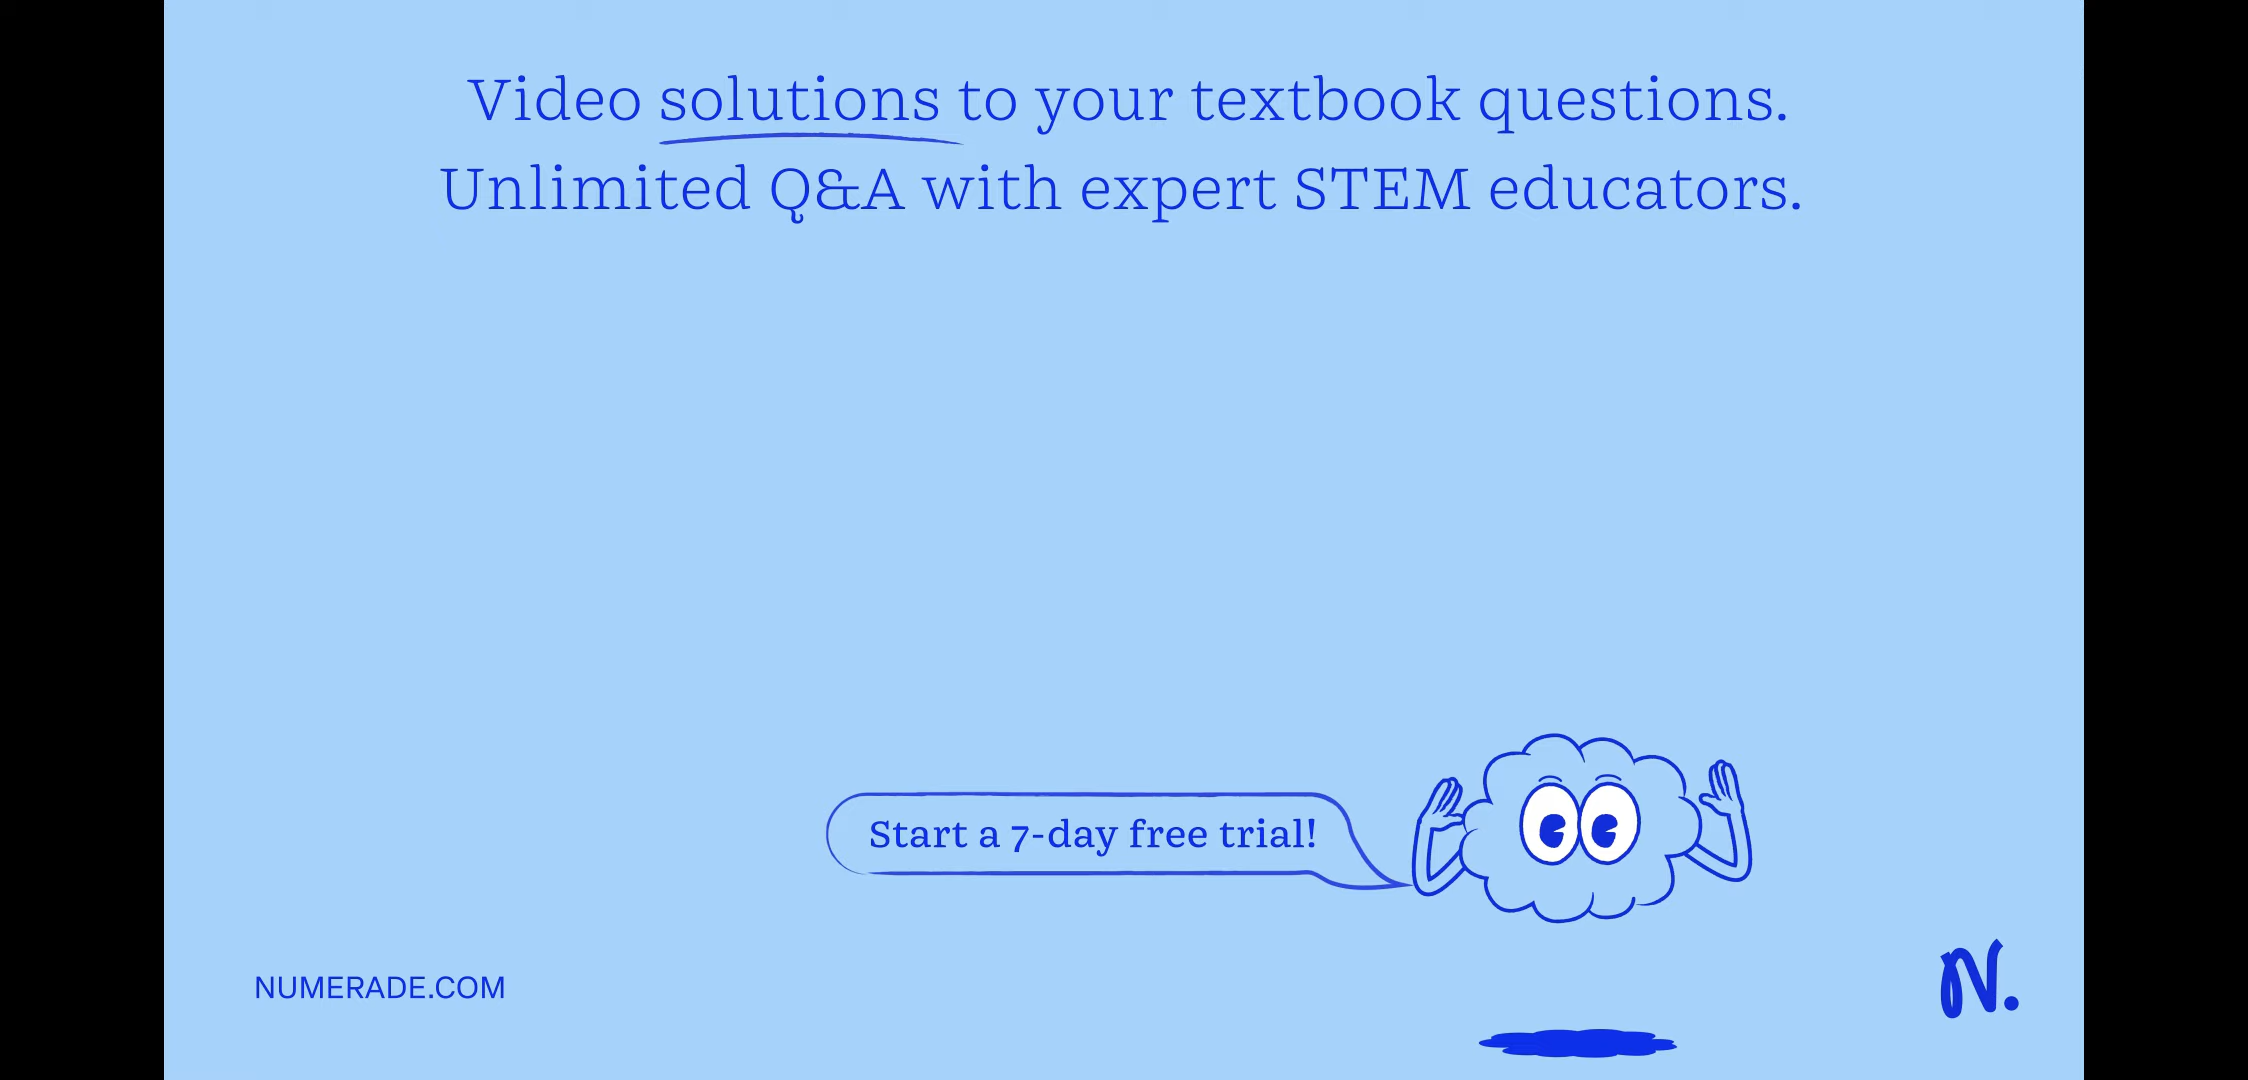 Video solutions to your textbook questions.
Unlimited Q&A with expert STEM educators.
Start a 7-day free trial!
NUMERADE.COM
N.